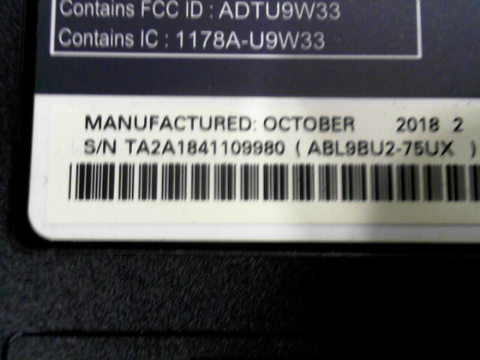 Contains FCC ID : ADTU9W33
Contains IC : 1178A-U9W33
MANUFACTURED: OCTOBER 2018 2
S/N TA2A1841109980 ( ABL9BU2-75UX )